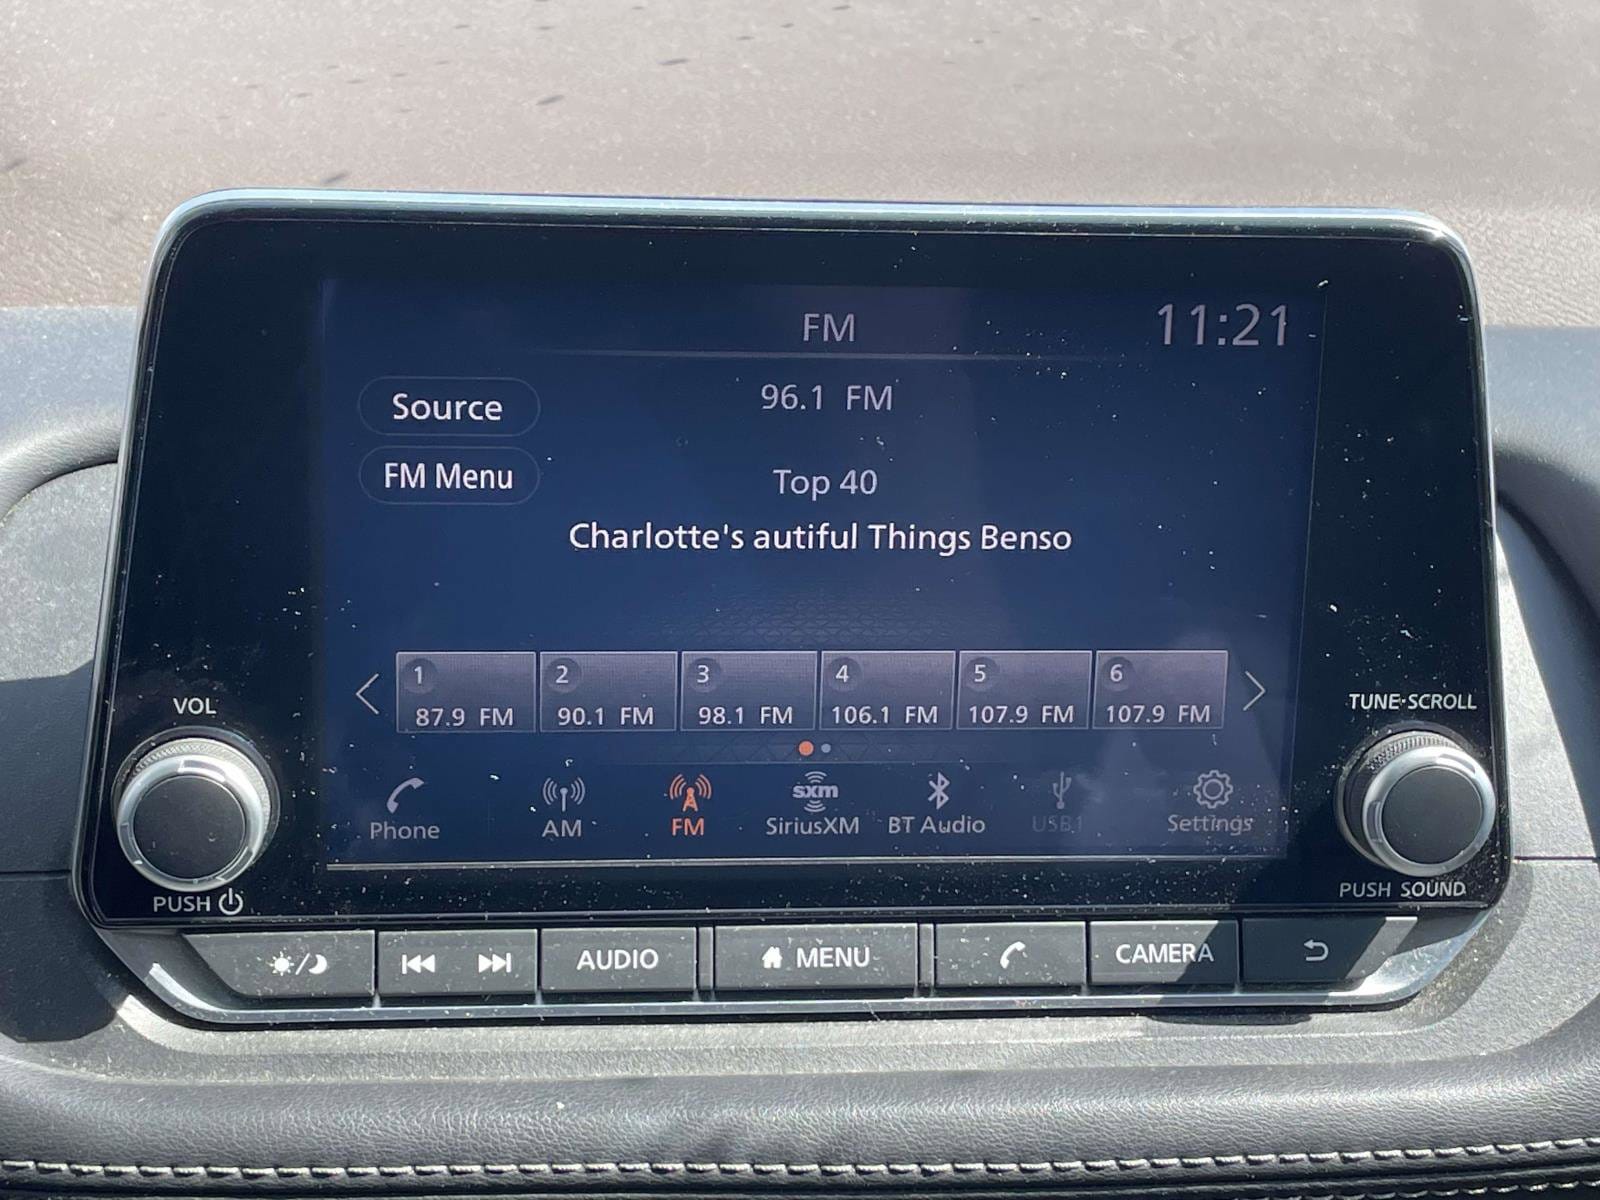 FM
11:21
Source
96.1 FM
FM Menu
Top 40
Charlotte's autiful Things Benso
1
2
3
4
5
6
87.9 FM
90.1 FM
98.1 FM
106.1 FM
107.9 FM
107.9 FM
VOL
TUNE·SCROLL
Phone
AM
FM
sxm
SiriusXM
BT Audio
USB1
Settings
PUSH
PUSH SOUND
AUDIO
MENU
CAMERA